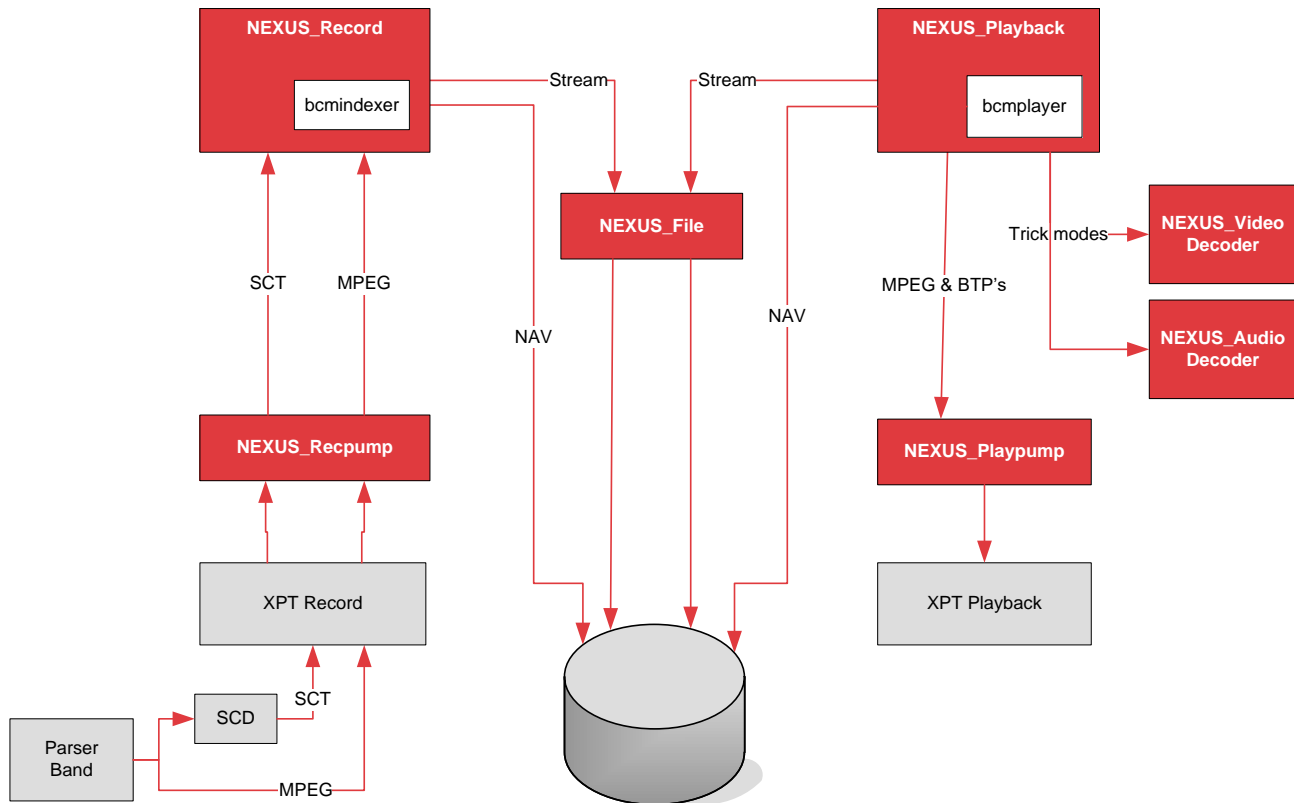 NEXUS_Record
bcmindexer
NEXUS_Playback
bcmplayer
Stream
Stream
NEXUS_File
NEXUS_Video
Decoder
Trick modes
SCT
MPEG
MPEG & BTP's
NAV
NAV
NEXUS_Audio
Decoder
NEXUS_Recpump
NEXUS_Playpump
XPT Record
XPT Playback
SCT
SCD
Parser
Band
MPEG